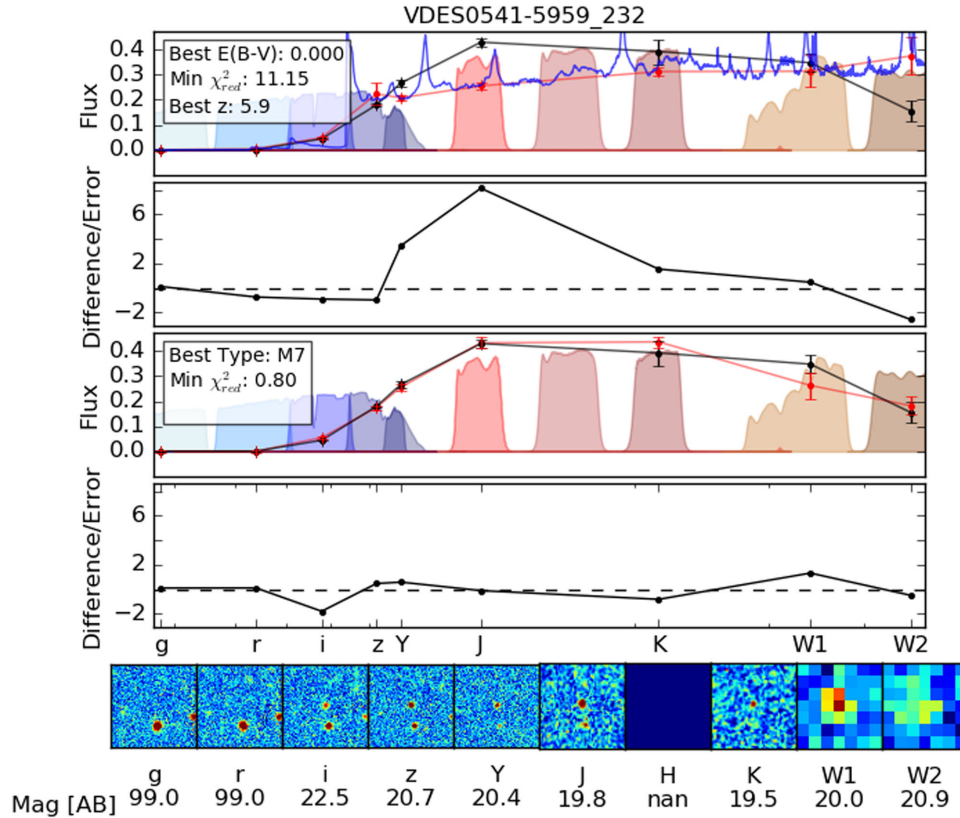 VDES0541-5959_232
Flux
0.4
0.3
0.2
0.1
0.0
Best E(B-V): 0.000
Min χ²red: 11.15
Best z: 5.9
Difference/Error
6
2
−2
Flux
0.4
0.3
0.2
0.1
0.0
Best Type: M7
Min χ²red: 0.80
Difference/Error
6
2
−2
g r i z Y J K W1 W2
g r i z Y J H K W1 W2
Mag [AB] 99.0 99.0 22.5 20.7 20.4 19.8 nan 19.5 20.0 20.9